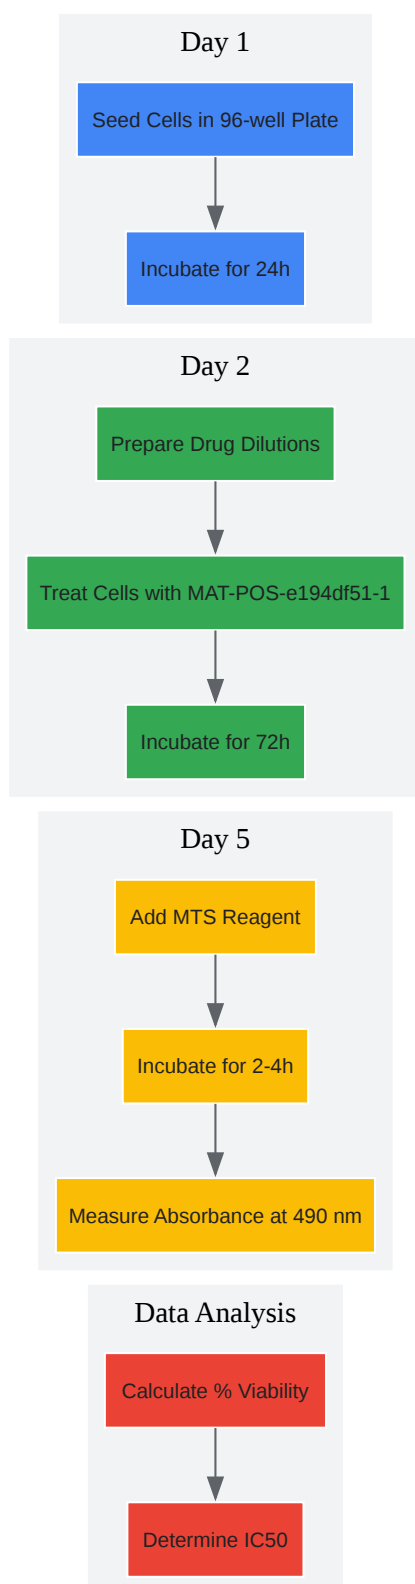 Day 1
Seed Cells in 96-well Plate
Incubate for 24h
Day 2
Prepare Drug Dilutions
Treat Cells with MAT-POS-e194df51-1
Incubate for 72h
Day 5
Add MTS Reagent
Incubate for 2-4h
Measure Absorbance at 490 nm
Data Analysis
Calculate % Viability
Determine IC50